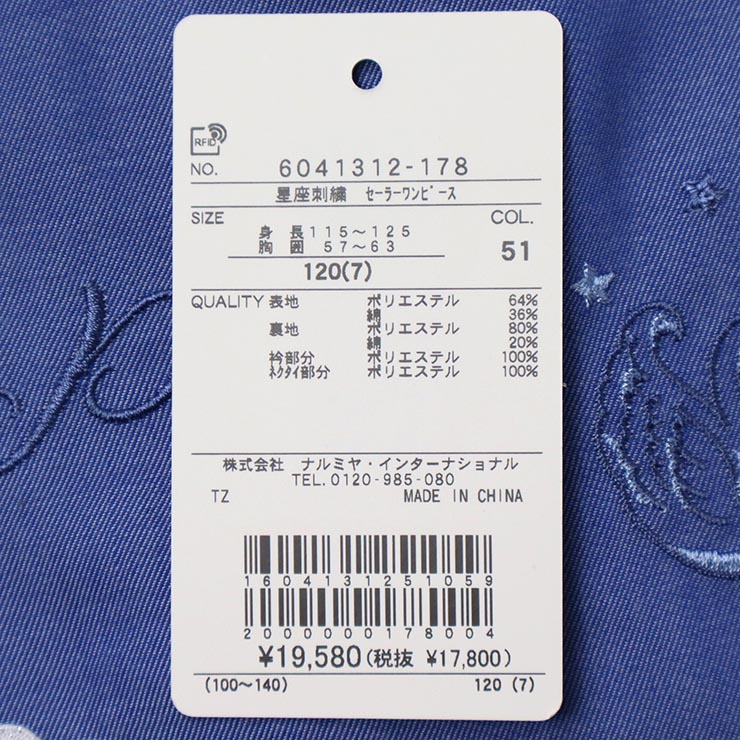 RFID
NO. 6041312-178
星座刺繍 ｾｰﾗｰﾜﾝﾋﾟｰｽ
SIZE COL.
身 長 115～125
胸 囲 57～63 51
120(7)
QUALITY 表地 ポリエステル 64%
綿 36%
裏地 ポリエステル 80%
綿 20%
衿部分 ポリエステル 100%
ﾈｸﾀｲ部分 ポリエステル 100%
株式会社 ナルミヤ・インターナショナル
TEL.0120-985-080
TZ MADE IN CHINA
1604131251059
2000000178004
¥19,580(税抜 ¥17,800)
(100～140) 120 (7)